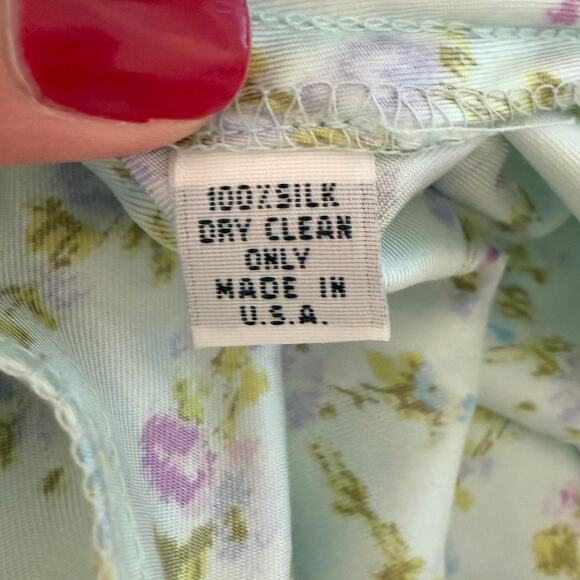 100% SILK
DRY CLEAN
ONLY
MADE IN
U.S.A.